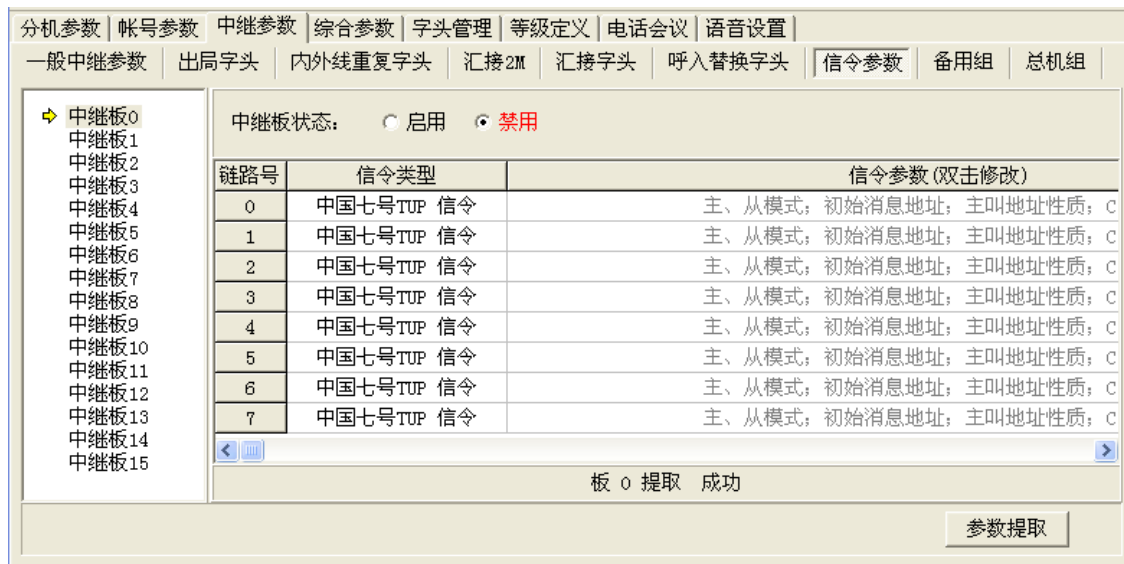 分机参数 帐号参数 中继参数 综合参数 字头管理 等级定义 电话会议 语音设置
一般中继参数 出局字头 内外线重复字头 汇接2M 汇接字头 呼入替换字头 信令参数 备用组 总机组
中继板0
中继板1
中继板2
中继板3
中继板4
中继板5
中继板6
中继板7
中继板8
中继板9
中继板10
中继板11
中继板12
中继板13
中继板14
中继板15
中继板状态: 启用 禁用
链路号 信令类型 信令参数(双击修改)
0 中国七号TUP 信令 主、从模式; 初始消息地址; 主叫地址性质; C
1 中国七号TUP 信令 主、从模式; 初始消息地址; 主叫地址性质; C
2 中国七号TUP 信令 主、从模式; 初始消息地址; 主叫地址性质; C
3 中国七号TUP 信令 主、从模式; 初始消息地址; 主叫地址性质; C
4 中国七号TUP 信令 主、从模式; 初始消息地址; 主叫地址性质; C
5 中国七号TUP 信令 主、从模式; 初始消息地址; 主叫地址性质; C
6 中国七号TUP 信令 主、从模式; 初始消息地址; 主叫地址性质; C
7 中国七号TUP 信令 主、从模式; 初始消息地址; 主叫地址性质; C
板 0 提取 成功
参数提取